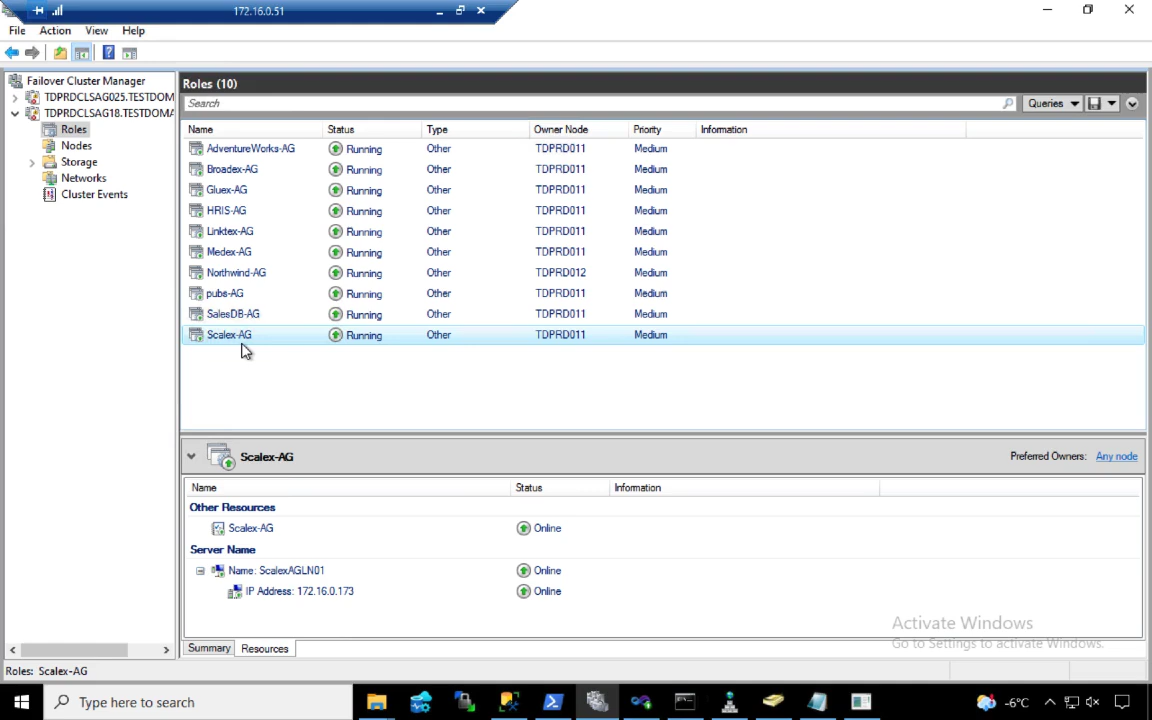 172.16.0.51
File Action View Help
Failover Cluster Manager
TDPRDCLSAG025.TESTDOM
TDPRDCLSAG18.TESTDOMA
Roles
Nodes
Storage
Networks
Cluster Events
Roles (10)
Search
Queries
Name Status Type Owner Node Priority Information
AdventureWorks-AG Running Other TDPRD011 Medium
Broadex-AG Running Other TDPRD011 Medium
Gluex-AG Running Other TDPRD011 Medium
HRIS-AG Running Other TDPRD011 Medium
Linktex-AG Running Other TDPRD011 Medium
Medex-AG Running Other TDPRD011 Medium
Northwind-AG Running Other TDPRD012 Medium
pubs-AG Running Other TDPRD011 Medium
SalesDB-AG Running Other TDPRD011 Medium
Scalex-AG Running Other TDPRD011 Medium
Scalex-AG Preferred Owners: Any node
Name Status Information
Other Resources
Scalex-AG Online
Server Name
Name: ScalexAGLN01 Online
IP Address: 172.16.0.173 Online
Activate Windows
Go to Settings to activate Windows.
Summary Resources
Roles: Scalex-AG
Type here to search
-6°C